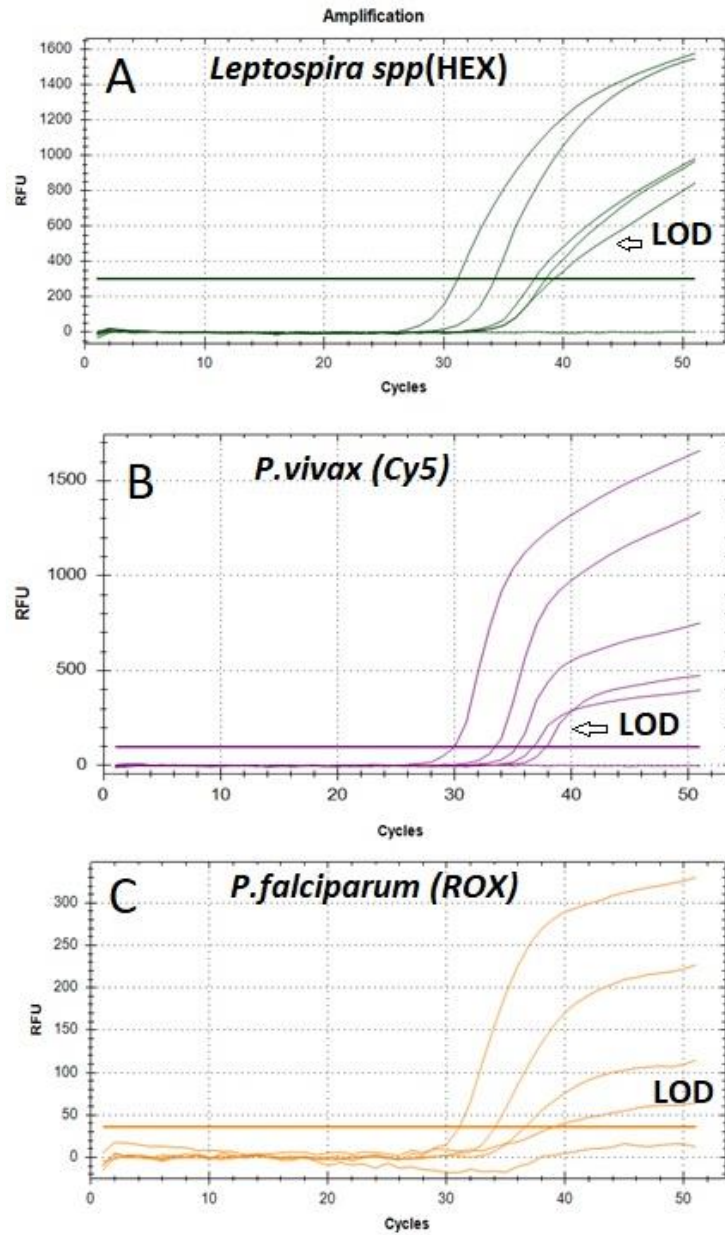 Amplification
A
Leptospira spp(HEX)
1600
1400
1200
1000
800
600
400
200
0
RFU
LOD
0 10 20 30 40 50
Cycles
B
P.vivax (Cy5)
1500
1000
500
0
RFU
LOD
0 10 20 30 40 50
Cycles
C
P.falciparum (ROX)
300
250
200
150
100
50
0
RFU
LOD
0 10 20 30 40 50
Cycles